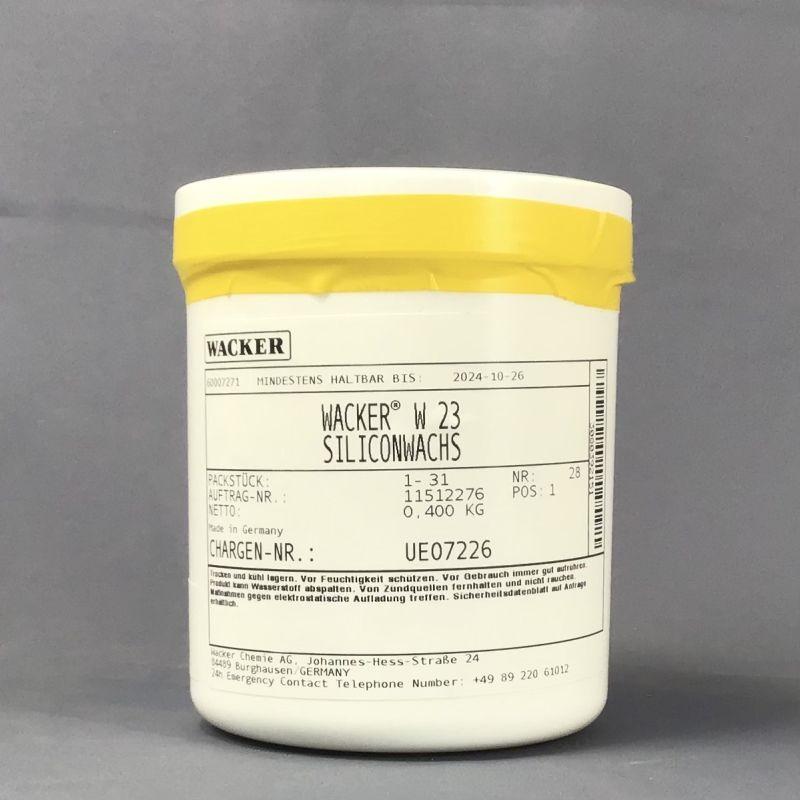 WACKER
60007271 MINDESTENS HALTBAR BIS: 2024-10-26
WACKER® W 23
SILICONWACHS
PACKSTÜCK: 1- 31 NR: 28
AUFTRAG-NR.: 11512276 POS: 1
NETTO: 0,400 KG
Made in Germany
CHARGEN-NR.: UE07226
Trocken und kühl lagern. Vor Feuchtigkeit schützen. Vor Gebrauch immer gut aufrühren.
Produkt kann Wasserstoff abspalten. Von Zündquellen fernhalten und nicht rauchen.
Maßnahmen gegen elektrostatische Aufladung treffen. Sicherheitsdatenblatt auf Anfrage
erhältlich.
Wacker Chemie AG, Johannes-Hess-Straße 24
84489 Burghausen/GERMANY
24h Emergency Contact Telephone Number: +49 89 220 61012